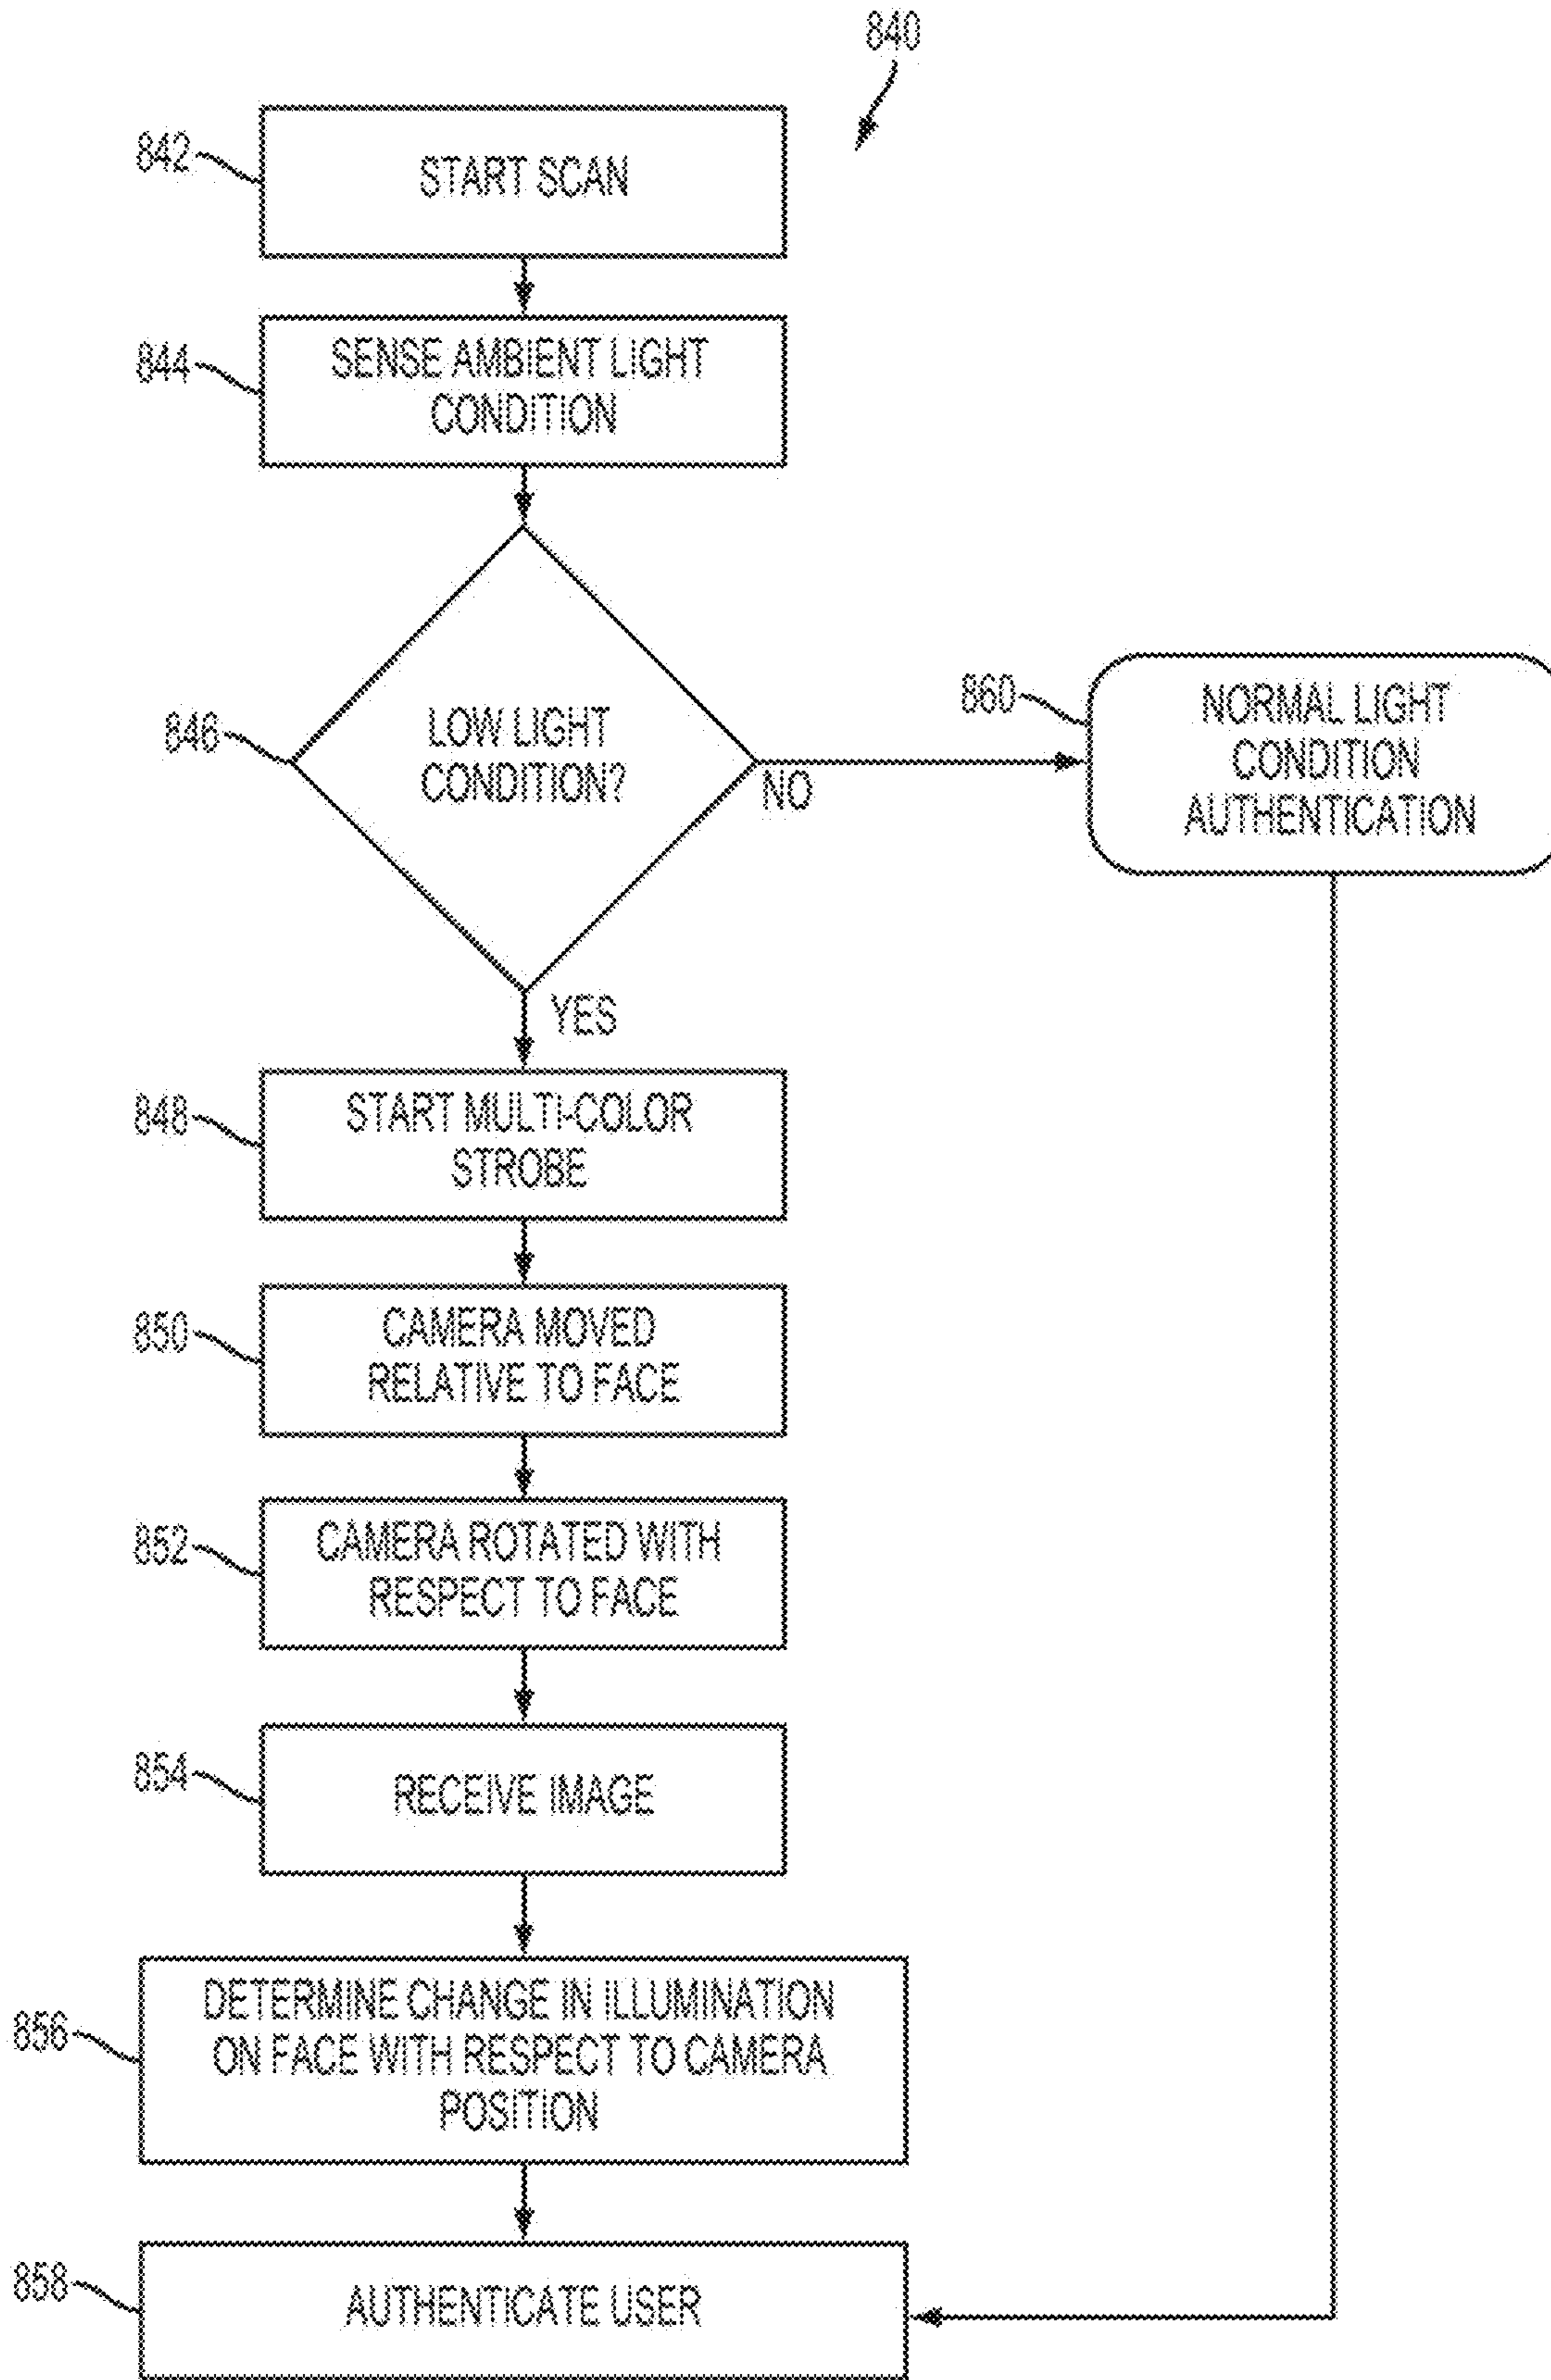 840
842
START SCAN
844
SENSE AMBIENT LIGHT
CONDITION
846
LOW LIGHT
CONDITION?
NO
860
NORMAL LIGHT
CONDITION
AUTHENTICATION
YES
848
START MULTI-COLOR
STROBE
850
CAMERA MOVED
RELATIVE TO FACE
852
CAMERA ROTATED WITH
RESPECT TO FACE
854
RECEIVE IMAGE
856
DETERMINE CHANGE IN ILLUMINATION
ON FACE WITH RESPECT TO CAMERA
POSITION
858
AUTHENTICATE USER